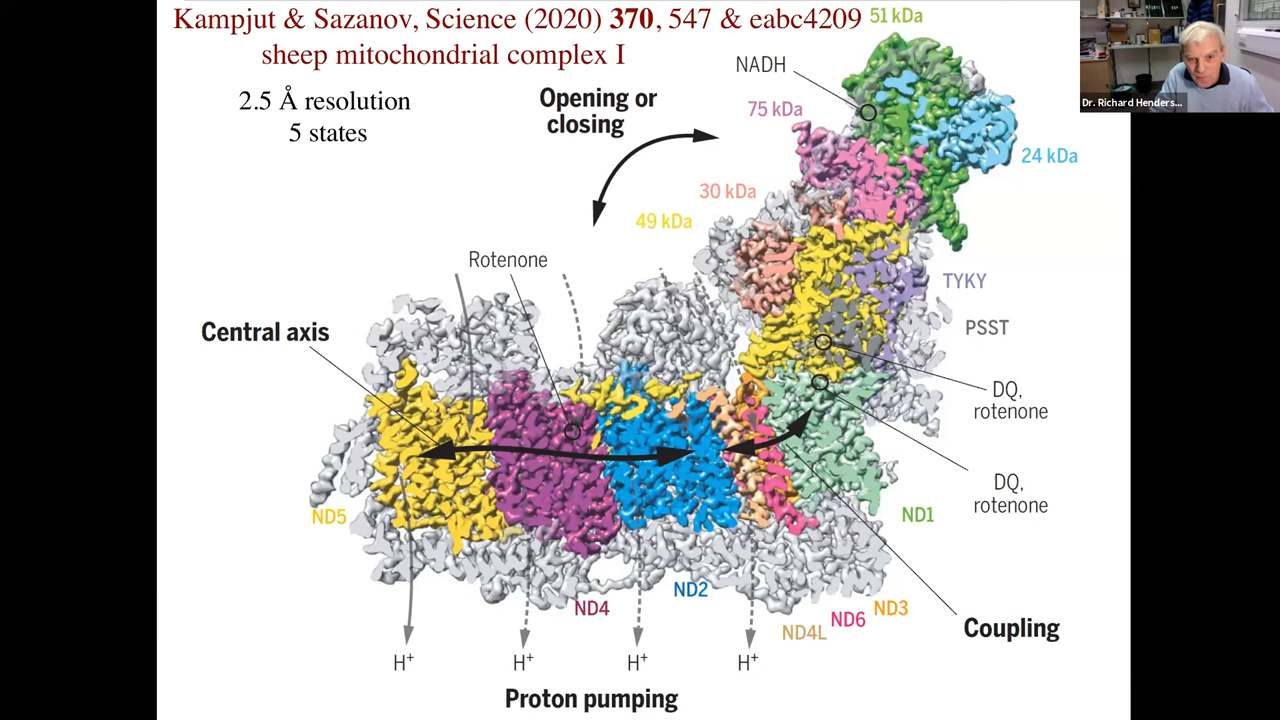 Kampjut & Sazanov, Science (2020) 370, 547 & eabc4209
sheep mitochondrial complex I
2.5 Å resolution
5 states
51 kDa
NADH
Opening or
closing
75 kDa
Dr. Richard Henders...
24 kDa
30 kDa
49 kDa
Rotenone
TYKY
PSST
Central axis
DQ,
rotenone
DQ,
rotenone
ND5
ND1
ND2
ND4
ND3
ND6
ND4L
Coupling
H+
H+
H+
H+
Proton pumping